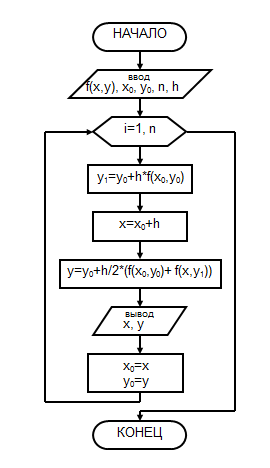 НАЧАЛО
ввод
f(x,y), x₀, y₀, n, h
i=1, n
y₁=y₀+h*f(x₀,y₀)
x=x₀+h
y=y₀+h/2*(f(x₀,y₀)+ f(x,y₁))
вывод
x, y
x₀=x
y₀=y
КОНЕЦ